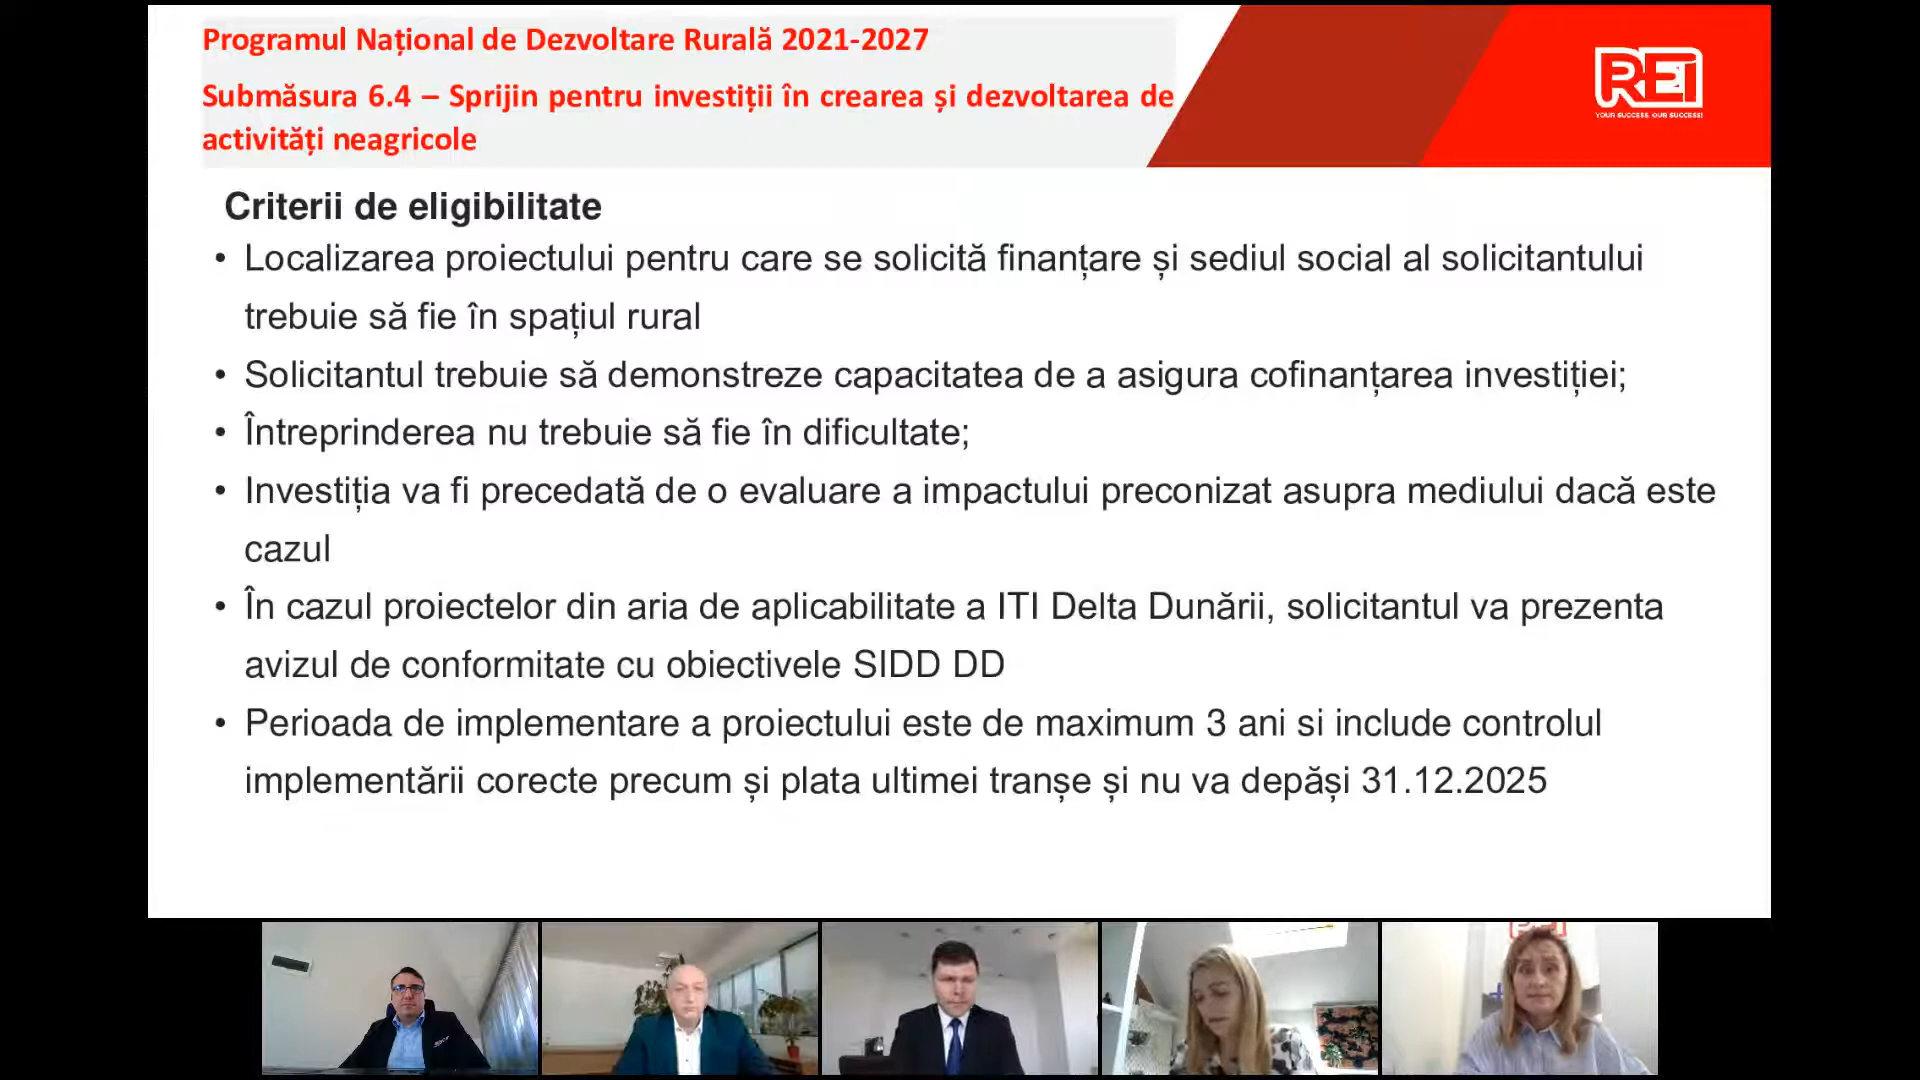 Programul Național de Dezvoltare Rurală 2021-2027
Submăsura 6.4 – Sprijin pentru investiții în crearea și dezvoltarea de
activități neagricole
REI
YOUR SUCCESS. OUR SUCCESS!
Criterii de eligibilitate
• Localizarea proiectului pentru care se solicită finanțare și sediul social al solicitantului
trebuie să fie în spațiul rural
• Solicitantul trebuie să demonstreze capacitatea de a asigura cofinanțarea investiției;
• Întreprinderea nu trebuie să fie în dificultate;
• Investiția va fi precedată de o evaluare a impactului preconizat asupra mediului dacă este
cazul
• În cazul proiectelor din aria de aplicabilitate a ITI Delta Dunării, solicitantul va prezenta
avizul de conformitate cu obiectivele SIDD DD
• Perioada de implementare a proiectului este de maximum 3 ani si include controlul
implementării corecte precum și plata ultimei tranșe și nu va depăși 31.12.2025